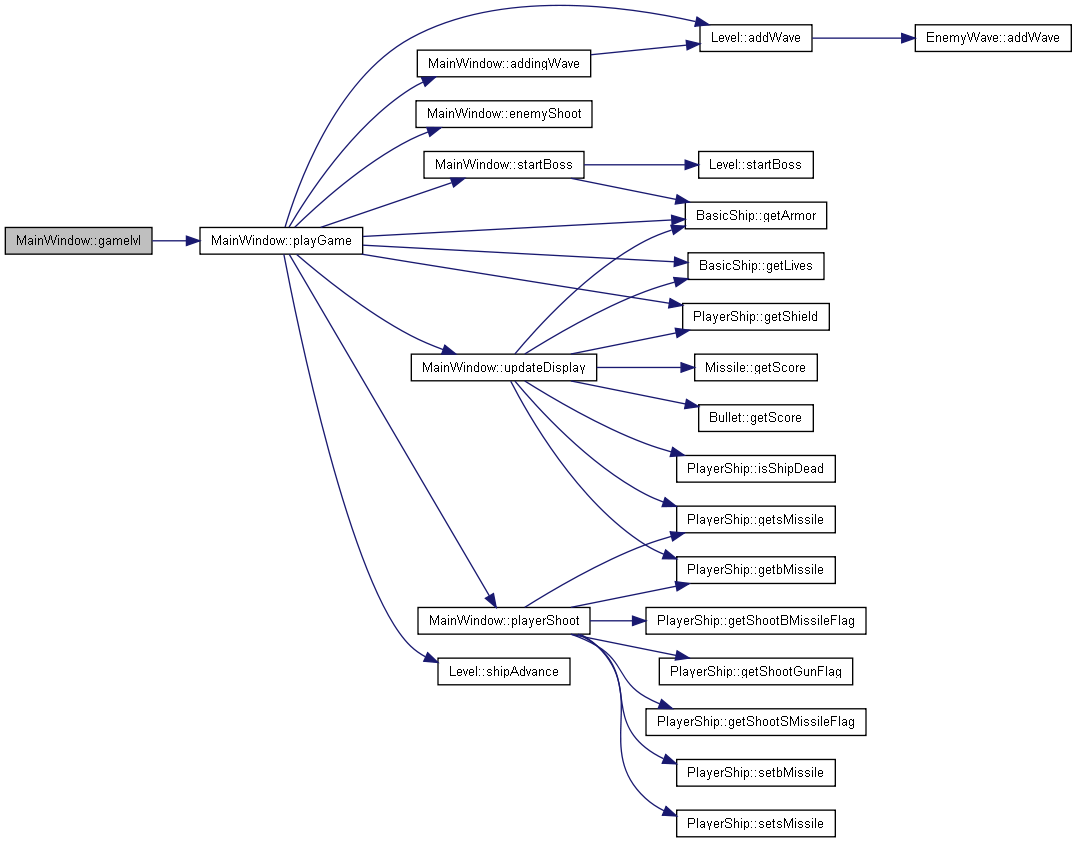 Level::addWave
EnemyWave::addWave
MainWindow::addingWave
MainWindow::enemyShoot
MainWindow::startBoss
Level::startBoss
BasicShip::getArmor
MainWindow::gamelvl
MainWindow::playGame
BasicShip::getLives
PlayerShip::getShield
MainWindow::updateDisplay
Missile::getScore
Bullet::getScore
PlayerShip::isShipDead
PlayerShip::getsMissile
PlayerShip::getbMissile
MainWindow::playerShoot
PlayerShip::getShootBMissileFlag
Level::shipAdvance
PlayerShip::getShootGunFlag
PlayerShip::getShootSMissileFlag
PlayerShip::setbMissile
PlayerShip::setsMissile